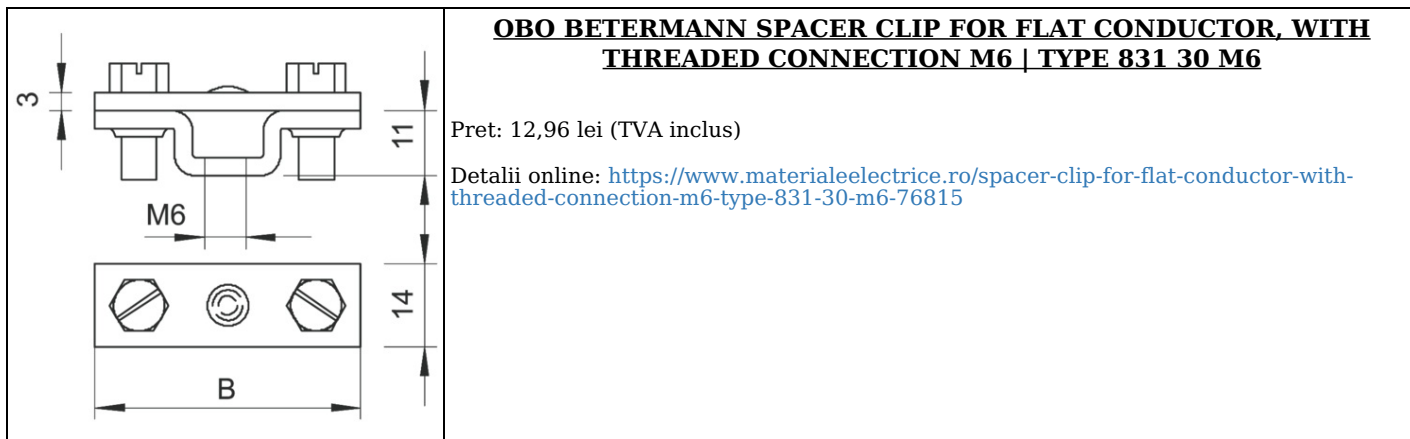 3
11
M6
14
B
OBO BETERMANN SPACER CLIP FOR FLAT CONDUCTOR, WITH
THREADED CONNECTION M6 | TYPE 831 30 M6
Pret: 12,96 lei (TVA inclus)
Detalii online: https://www.materialeelectrice.ro/spacer-clip-for-flat-conductor-with-
threaded-connection-m6-type-831-30-m6-76815